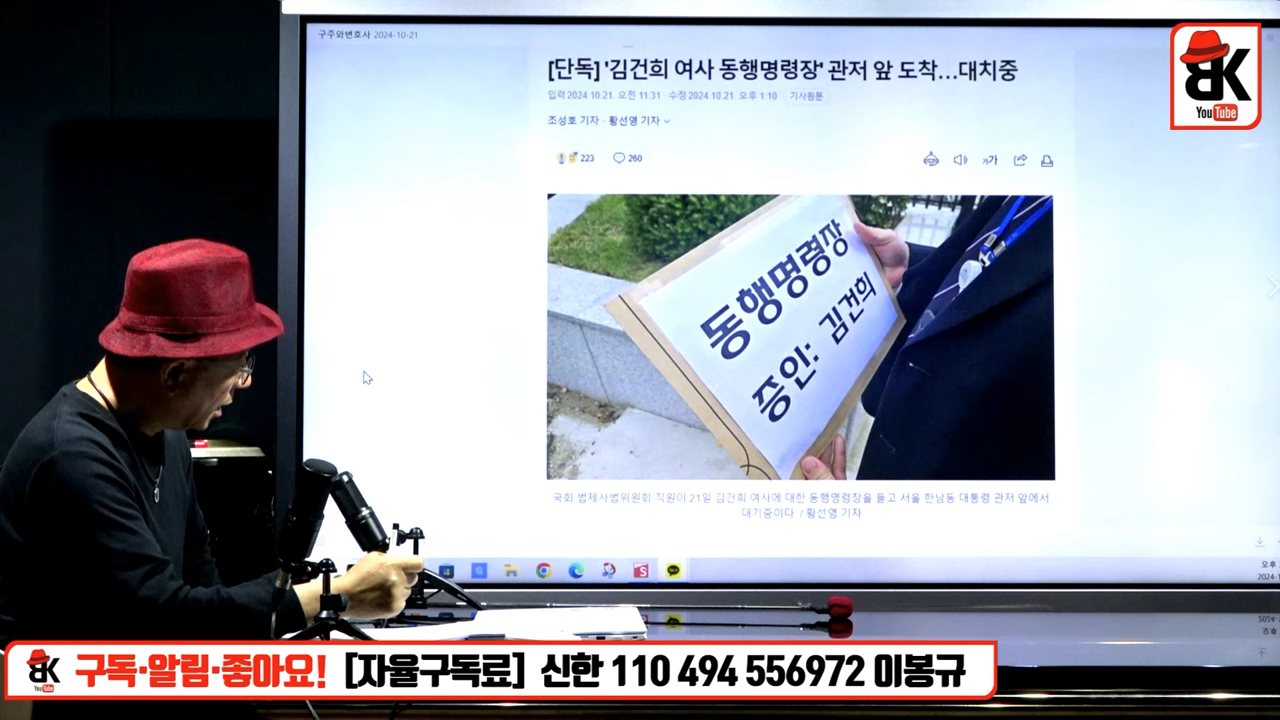 구주와변호사 2024-10-21
[단독] '김건희 여사 동행명령장' 관저 앞 도착...대치중
입력 2024.10.21. 오전 11:31 · 수정 2024.10.21. 오후 1:10 기사원문
조성호 기자 · 황선영 기자
223 260
가가
동행명령장
증인: 김건희
국회 법제사법위원회 직원이 21일 김건희 여사에 대한 동행명령장을 들고 서울 한남동 대통령 관저 앞에서
대기중이다 / 황선영 기자
BK
YouTube
BK
YouTube
구독·알림·좋아요! [자율구독료] 신한 110 494 556972 이봉규